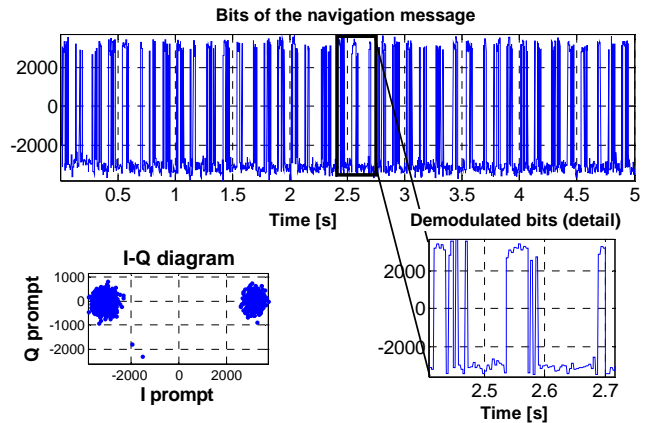 Bits of the navigation message
2000
0
-2000
0.5 1 1.5 2 2.5 3 3.5 4 4.5 5
Time [s]
Demodulated bits (detail)
2000
0
-2000
2.5 2.6 2.7
Time [s]
I-Q diagram
Q prompt
1000
0
-1000
-2000
-2000 0 2000
I prompt